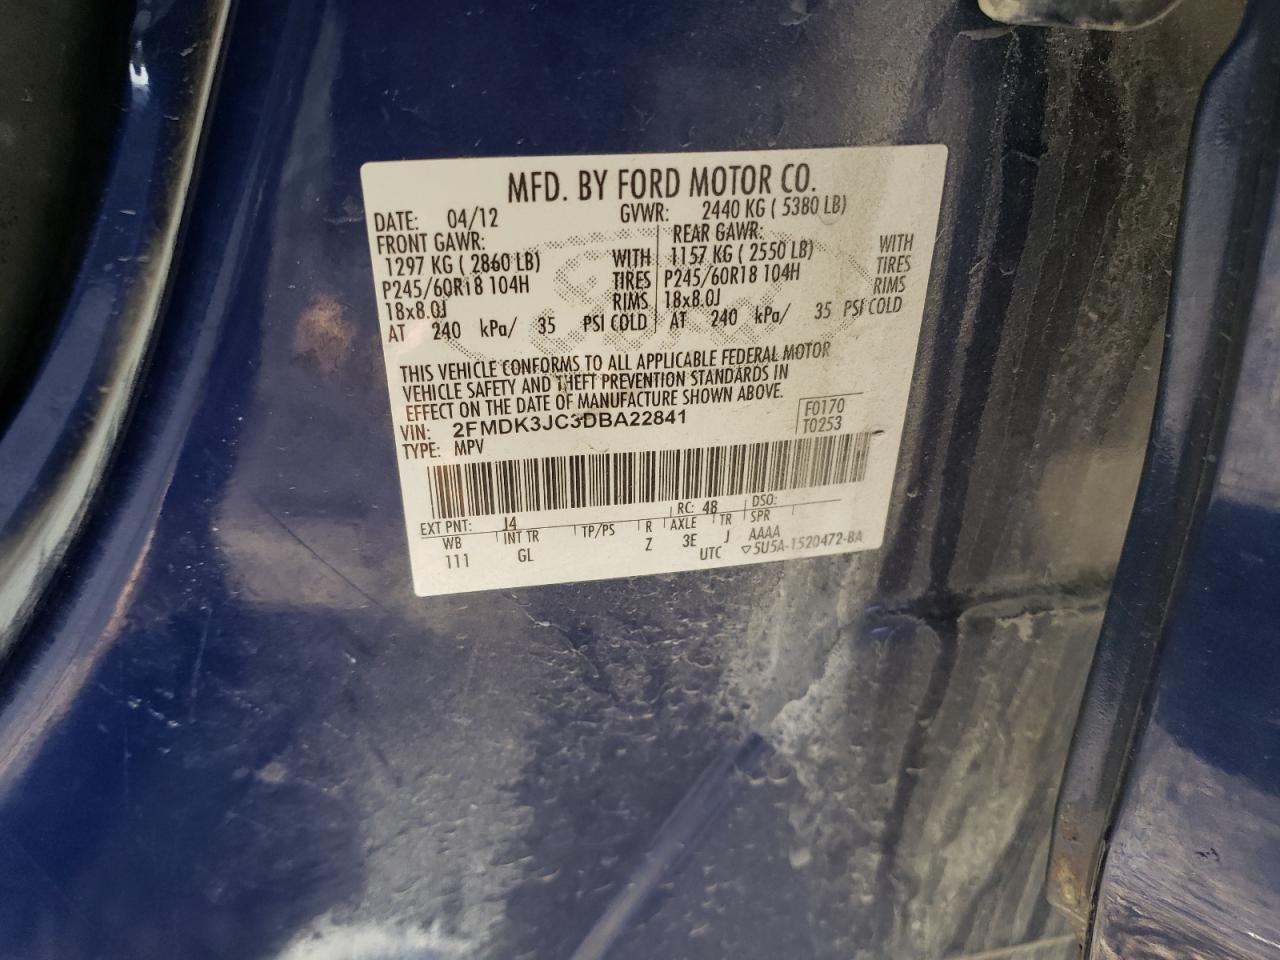 MFD. BY FORD MOTOR CO.
DATE: 04/12 GVWR: 2440 KG ( 5380 LB)
FRONT GAWR: REAR GAWR:
1297 KG ( 2860 LB) WITH 1157 KG ( 2550 LB) WITH
P245/60R18 104H TIRES P245/60R18 104H TIRES
18x8.0J RIMS 18x8.0J RIMS
AT 240 kPa/ 35 PSI COLD AT 240 kPa/ 35 PSI COLD
THIS VEHICLE CONFORMS TO ALL APPLICABLE FEDERAL MOTOR
VEHICLE SAFETY AND THEFT PREVENTION STANDARDS IN
EFFECT ON THE DATE OF MANUFACTURE SHOWN ABOVE.
VIN: 2FMDK3JC3DBA22841 F0170
TYPE: MPV T0253
EXT PNT: J4 RC: 48 DSO:
WB INT TR TP/PS R AXLE TR SPR
111 GL Z 3E J AAAA
UTC ▽5U5A-1520472-BA